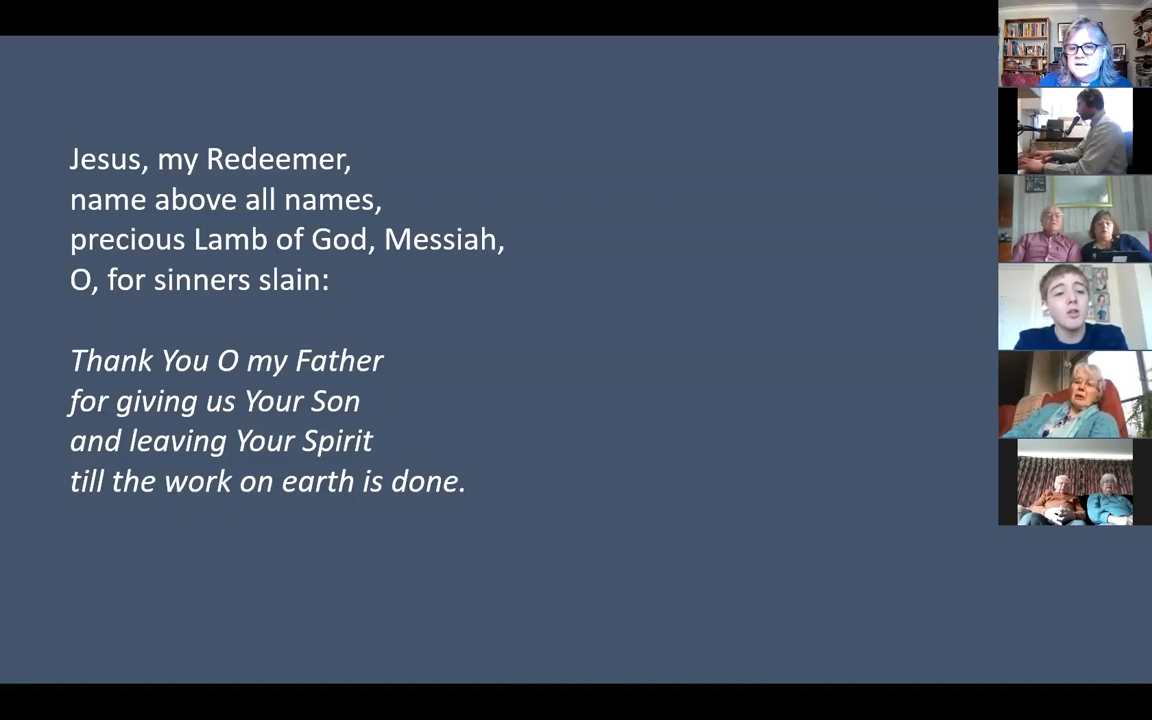 Jesus, my Redeemer,
name above all names,
precious Lamb of God, Messiah,
O, for sinners slain:
Thank You O my Father
for giving us Your Son
and leaving Your Spirit
till the work on earth is done.